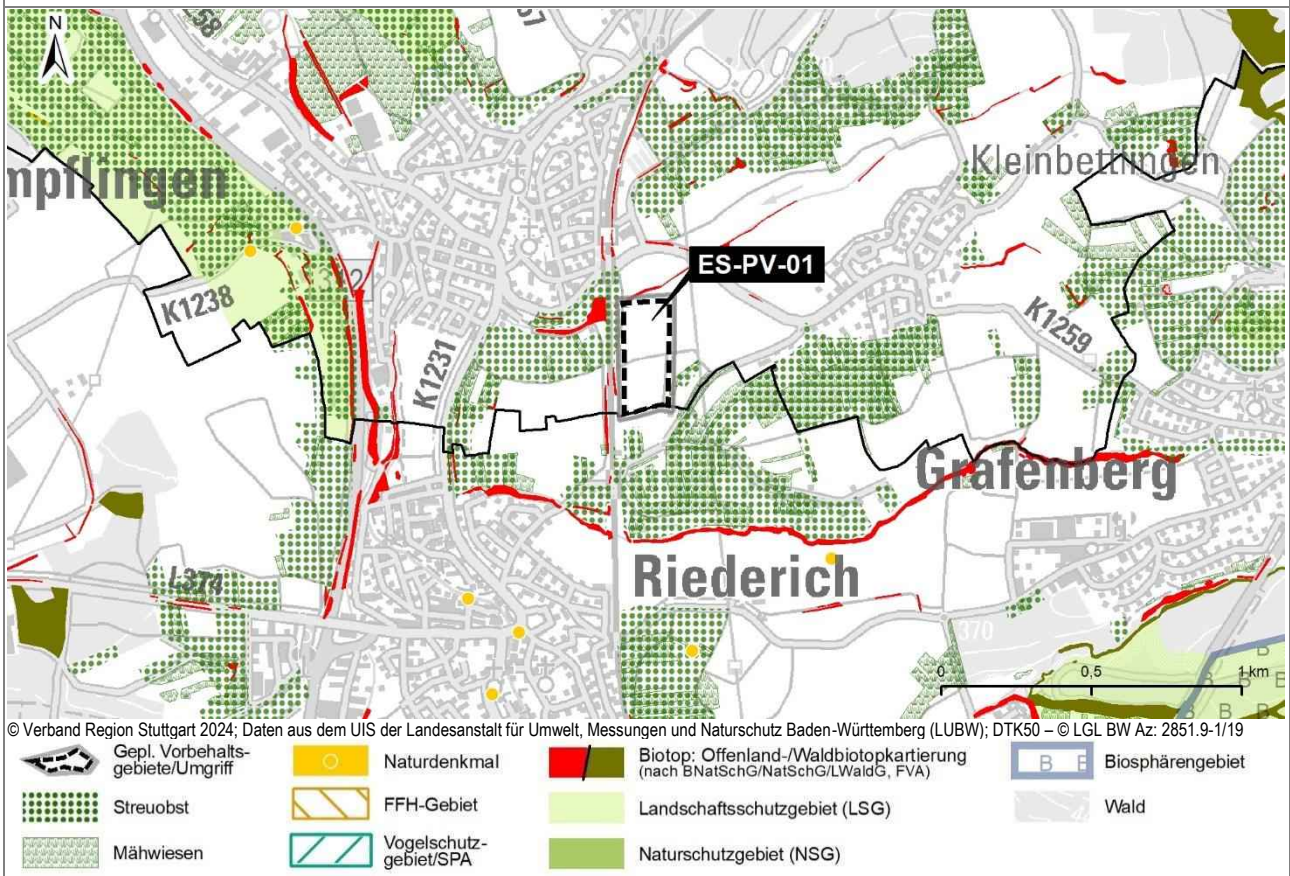 N
mpflingen
Kleinbettlingen
ES-PV-01
K1238
K1231
K1259
Grafenberg
Riederich
L374
370
0
0,5
1 km
B
B
B
B
B
B
© Verband Region Stuttgart 2024; Daten aus dem UIS der Landesanstalt für Umwelt, Messungen und Naturschutz Baden-Württemberg (LUBW); DTK50 – © LGL BW Az: 2851.9-1/19
Gepl. Vorbehalts-
gebiete/Umgriff
Naturdenkmal
Biotop: Offenland-/Waldbiotopkartierung
(nach BNatSchG/NatSchG/LWaldG, FVA)
B E
Biosphärengebiet
Streuobst
FFH-Gebiet
Landschaftsschutzgebiet (LSG)
Wald
Mähwiesen
Vogelschutz-
gebiet/SPA
Naturschutzgebiet (NSG)